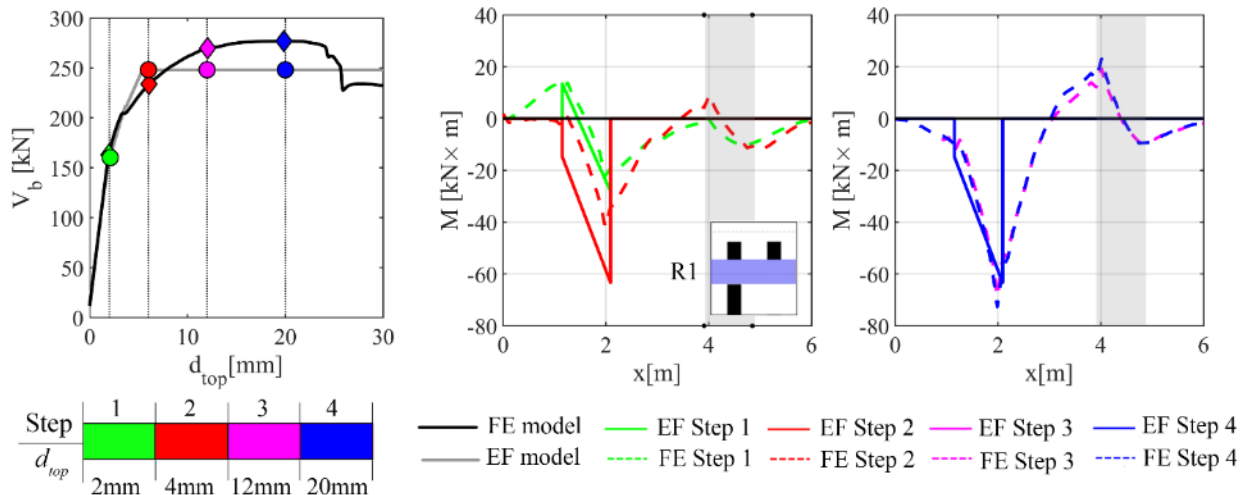 300
250
200
150
100
50
0
V_b [kN]
0 10 20 30
d_top[mm]
40
20
0
-20
-40
-60
-80
M [kN× m]
R1
0 2 4 6
x[m]
40
20
0
-20
-40
-60
-80
M [kN× m]
0 2 4 6
x[m]
Step 1 2 3 4
d_top 2mm 4mm 12mm 20mm
FE model EF Step 1 EF Step 2 EF Step 3 EF Step 4
EF model FE Step 1 FE Step 2 FE Step 3 FE Step 4